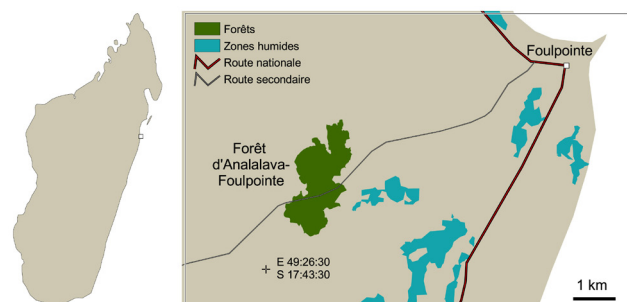 Forêts
Zones humides
Route nationale
Route secondaire
Foulpointe
Forêt
d'Analalava-
Foulpointe
E 49:26:30
S 17:43:30
1 km